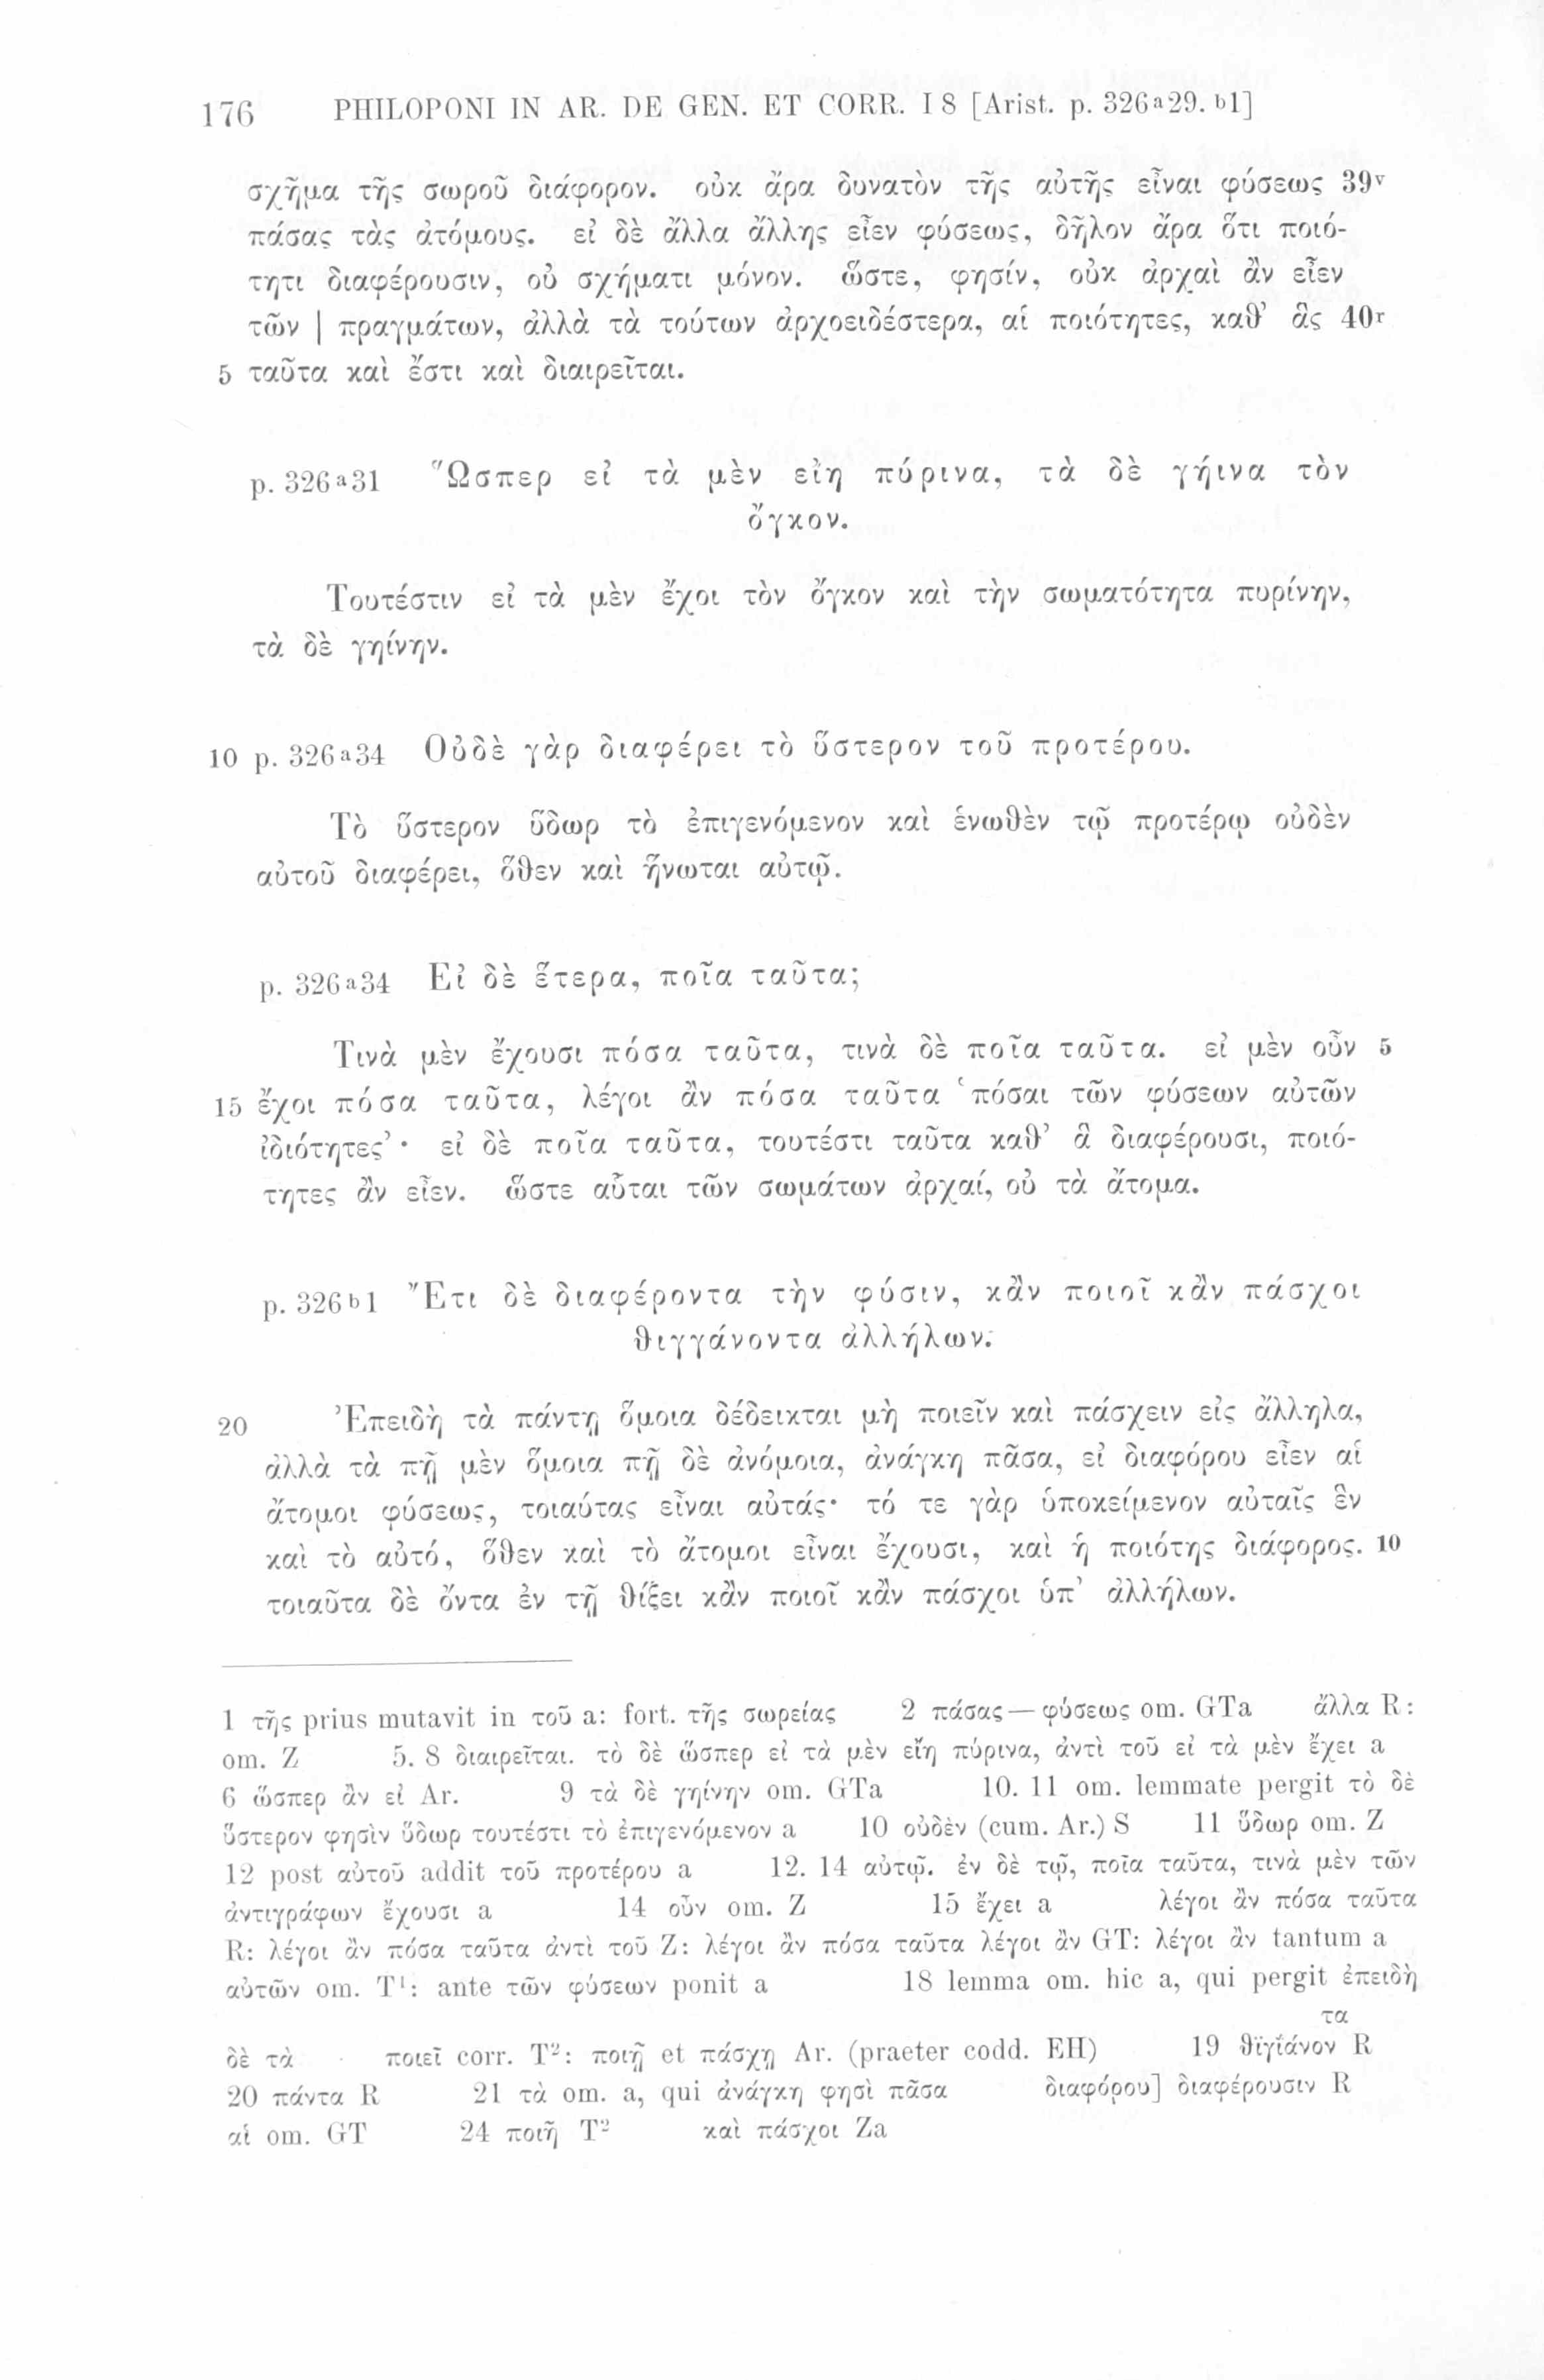 176 PHILOPONI IN AR. DE GEN. ET CORR. I 8 [Arist. p. 326a29. b1]
σχῆμα τῆς σωροῦ διάφορον. οὐκ ἄρα δυνατὸν τῆς αὐτῆς εἶναι φύσεως 39v
πάσας τὰς ἀτόμους. εἰ δὲ ἄλλα ἄλλης εἶεν φύσεως, δῆλον ἄρα ὅτι ποιό-
τητι διαφέρουσιν, οὐ σχήματι μόνον. ὥστε, φησίν, οὐκ ἀρχαὶ ἂν εἶεν
τῶν | πραγμάτων, ἀλλὰ τὰ τούτων ἀρχοειδέστερα, αἱ ποιότητες, καθ’ ἃς 40r
5 ταῦτα καὶ ἔστι καὶ διαιρεῖται.
p. 326a31 Ὥσπερ εἰ τὰ μὲν εἴη πύρινα, τὰ δὲ γήινα τὸν
ὄγκον.
Τουτέστιν εἰ τὰ μὲν ἔχοι τὸν ὄγκον καὶ τὴν σωματότητα πυρίνην,
τὰ δὲ γηίνην.
10 p. 326a34 Οὐδὲ γὰρ διαφέρει τὸ ὕστερον τοῦ προτέρου.
Τὸ ὕστερον ὕδωρ τὸ ἐπιγενόμενον καὶ ἑνωθὲν τῷ προτέρῳ οὐδὲν
αὐτοῦ διαφέρει, ὅθεν καὶ ἥνωται αὐτῷ.
p. 326a34 Εἰ δὲ ἕτερα, ποῖα ταῦτα;
Τινὰ μὲν ἔχουσι πόσα ταῦτα, τινὰ δὲ ποῖα ταῦτα. εἰ μὲν οὖν 5
15 ἔχοι πόσα ταῦτα, λέγοι ἂν πόσα ταῦτα ‘πόσαι τῶν φύσεων αὐτῶν
ἰδιότητες’· εἰ δὲ ποῖα ταῦτα, τουτέστι ταῦτα καθ’ ἃ διαφέρουσι, ποιό-
τητες ἂν εἶεν. ὥστε αὗται τῶν σωμάτων ἀρχαί, οὐ τὰ ἄτομα.
p. 326b1 Ἔτι δὲ διαφέροντα τὴν φύσιν, κἂν ποιοῖ κἂν πάσχοι
θιγγάνοντα ἀλλήλων.
20 Ἐπειδὴ τὰ πάντῃ ὅμοια δέδεικται μὴ ποιεῖν καὶ πάσχειν εἰς ἄλληλα,
ἀλλὰ τὰ πῇ μὲν ὅμοια πῇ δὲ ἀνόμοια, ἀνάγκη πᾶσα, εἰ διαφόρου εἶεν αἱ
ἄτομοι φύσεως, τοιαύτας εἶναι αὐτάς· τό τε γὰρ ὑποκείμενον αὐταῖς ἓν
καὶ τὸ αὐτό, ὅθεν καὶ τὸ ἄτομοι εἶναι ἔχουσι, καὶ ἡ ποιότης διάφορος. 10
τοιαῦτα δὲ ὄντα ἐν τῇ θίξει κἂν ποιοῖ κἂν πάσχοι ὑπ’ ἀλλήλων.
1 τῆς prius mutavit in τοῦ a: fort. τῆς σωρείας 2 πάσας — φύσεως om. GTa ἄλλα R:
om. Z 5. 8 διαιρεῖται. τὸ δὲ ὥσπερ εἰ τὰ μὲν εἴη πύρινα, ἀντὶ τοῦ εἰ τὰ μὲν ἔχει a
6 ὥσπερ ἂν εἰ Ar. 9 τὰ δὲ γηίνην om. GTa 10. 11 om. lemmate pergit τὸ δὲ
ὕστερον φησὶν ὕδωρ τουτέστι τὸ ἐπιγενόμενον a 10 οὐδὲν (cum. Ar.) S 11 ὕδωρ om. Z
12 post αὐτοῦ addit τοῦ προτέρου a 12. 14 αὐτῷ. ἐν δὲ τῷ, ποῖα ταῦτα, τινὰ μὲν τῶν
ἀντιγράφων ἔχουσι a 14 οὖν om. Z 15 ἔχει a λέγοι ἂν πόσα ταῦτα
R: λέγοι ἂν πόσα ταῦτα ἀντὶ τοῦ Z: λέγοι ἂν πόσα ταῦτα λέγοι ἂν GT: λέγοι ἂν tantum a
αὐτῶν om. T1: ante τῶν φύσεων ponit a 18 lemma om. hic a, qui pergit ἐπειδὴ
τα
δὲ τὰ ποιεῖ corr. T2: ποιῇ et πάσχῃ Ar. (praeter codd. EH) 19 θϊγϊάνον R
20 πάντα R 21 τὰ om. a, qui ἀνάγκη φησὶ πᾶσα διαφόρου] διαφέρουσιν R
αἱ om. GT 24 ποιῇ T2 καὶ πάσχοι Za